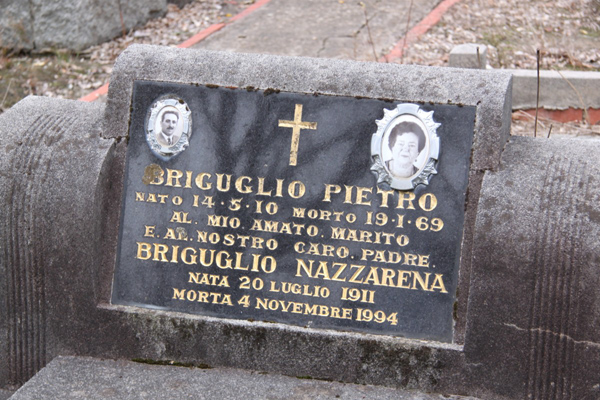 BRIGUGLIO PIETRO
NATO 14·5·10 MORTO 19·1·69
AL. MIO. AMATO. MARITO
E. AL. NOSTRO CARO. PADRE.
BRIGUGLIO NAZZARENA
NATA 20 LUGLIO 1911
MORTA 4 NOVEMBRE 1994